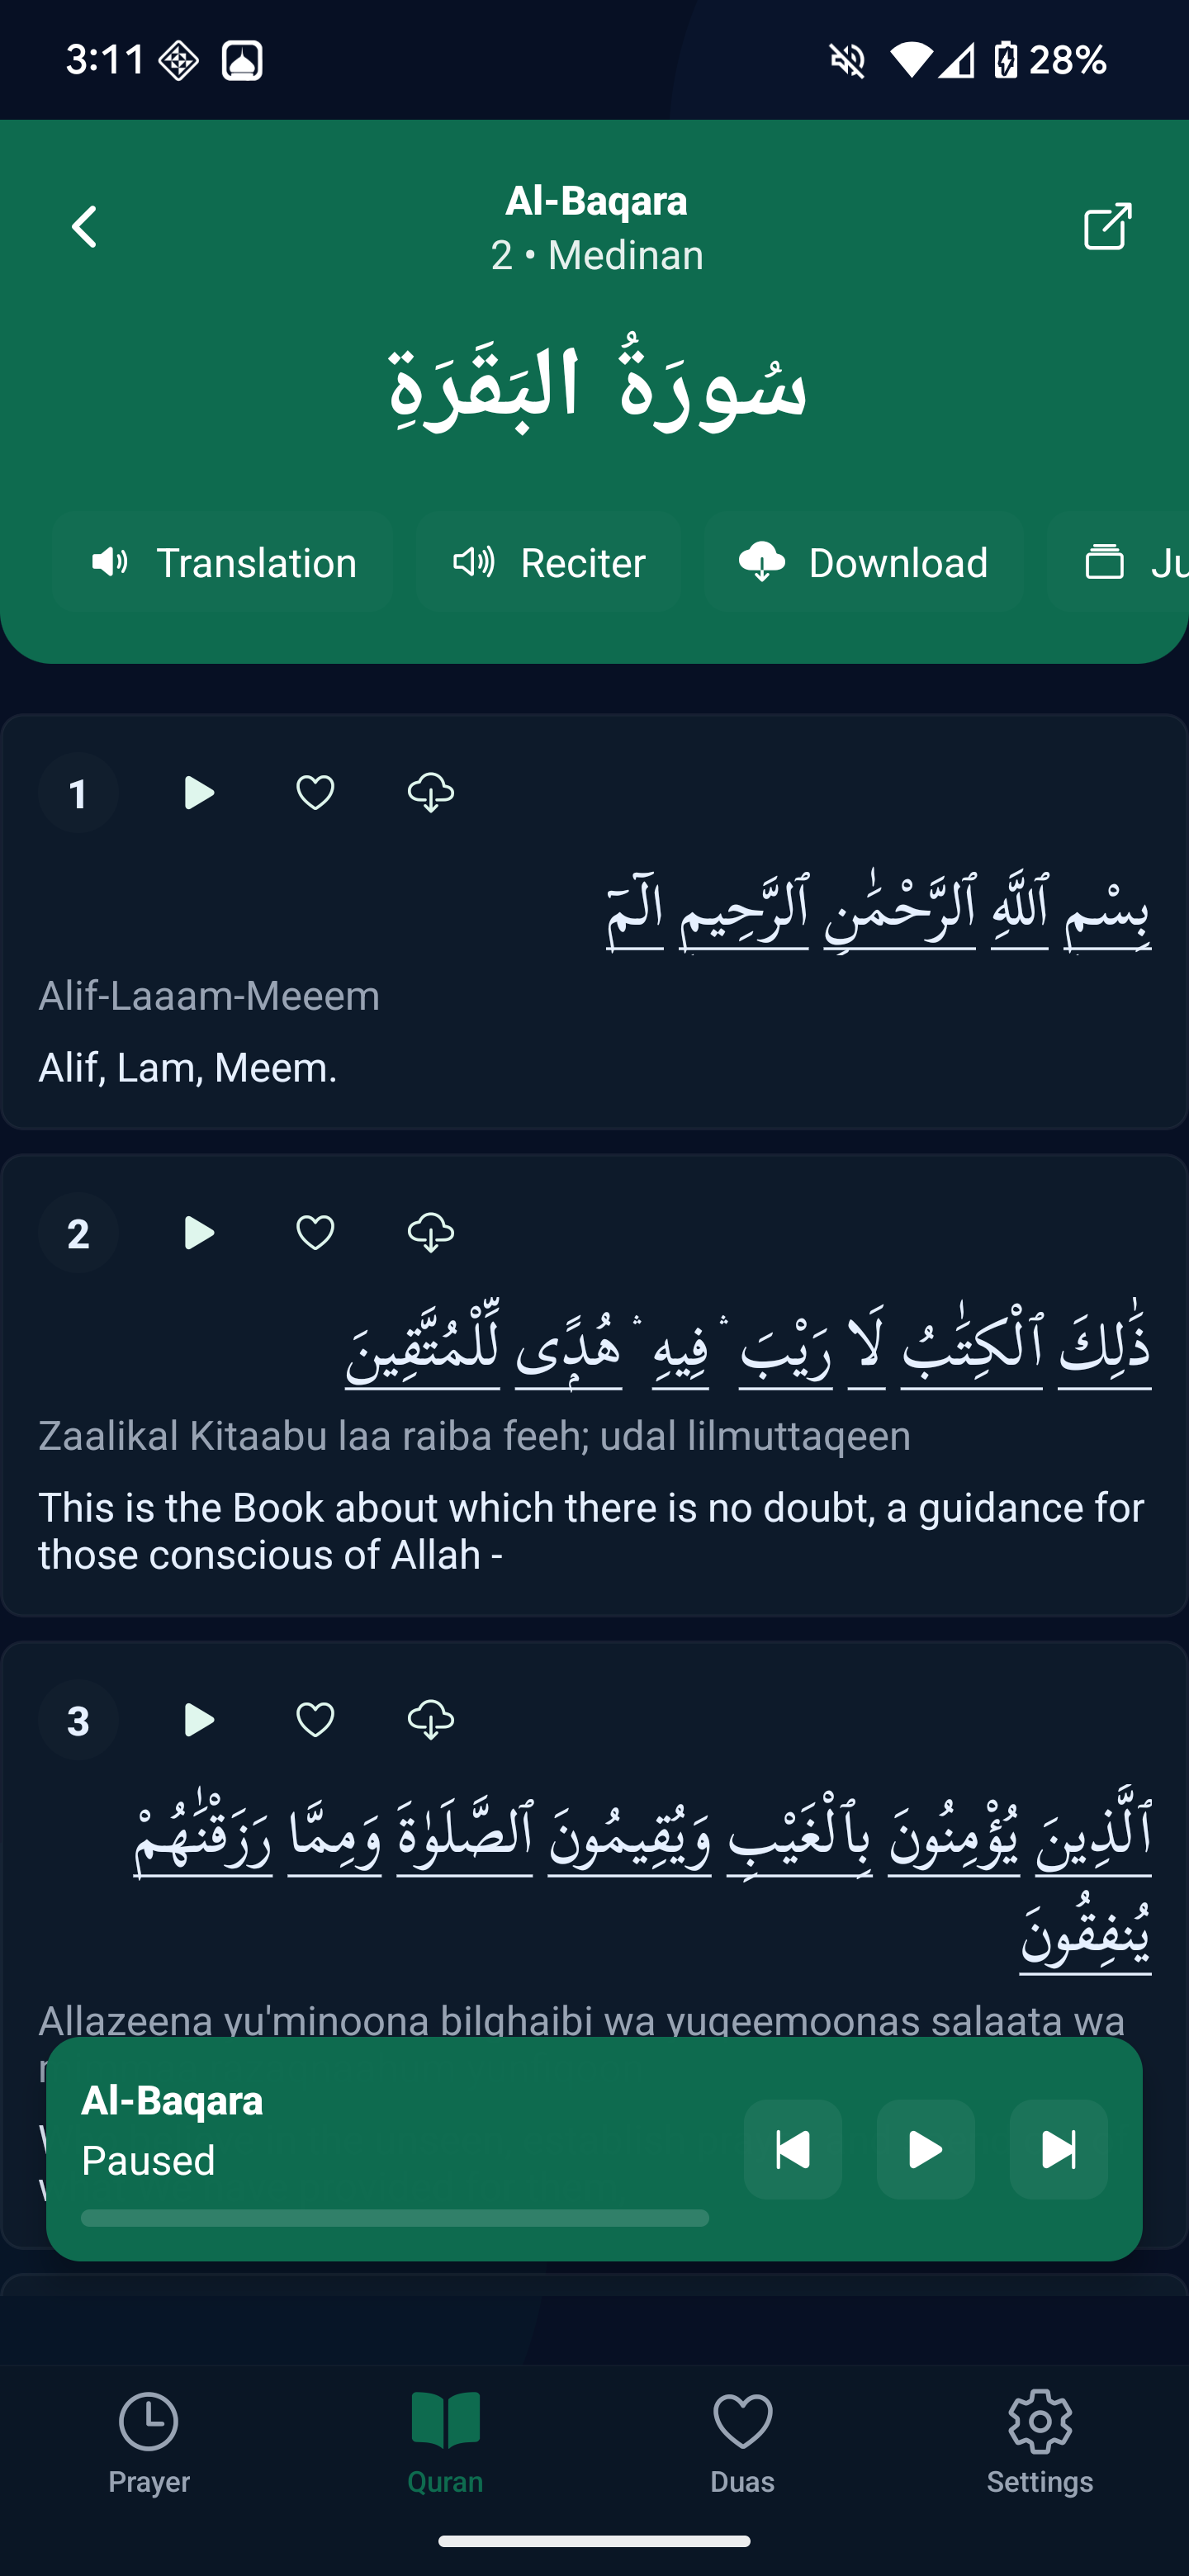 3:11
28%
Al-Baqara
2 • Medinan
سُورَةُ البَقَرَةِ
Translation
Reciter
Download
Ju
1
بِسْمِ ٱللَّهِ ٱلرَّحْمَٰنِ ٱلرَّحِيمِ الٓمٓ
Alif-Laaam-Meeem
Alif, Lam, Meem.
2
ذَٰلِكَ ٱلْكِتَٰبُ لَا رَيْبَ ۛ فِيهِ ۛ هُدًۭى لِّلْمُتَّقِينَ
Zaalikal Kitaabu laa raiba feeh; udal lilmuttaqeen
This is the Book about which there is no doubt, a guidance for
those conscious of Allah -
3
ٱلَّذِينَ يُؤْمِنُونَ بِٱلْغَيْبِ وَيُقِيمُونَ ٱلصَّلَوٰةَ وَمِمَّا رَزَقْنَٰهُمْ
يُنفِقُونَ
Allazeena yu'minoona bilghaibi wa yuqeemoonas salaata wa
Al-Baqara
Paused
Prayer
Quran
Duas
Settings